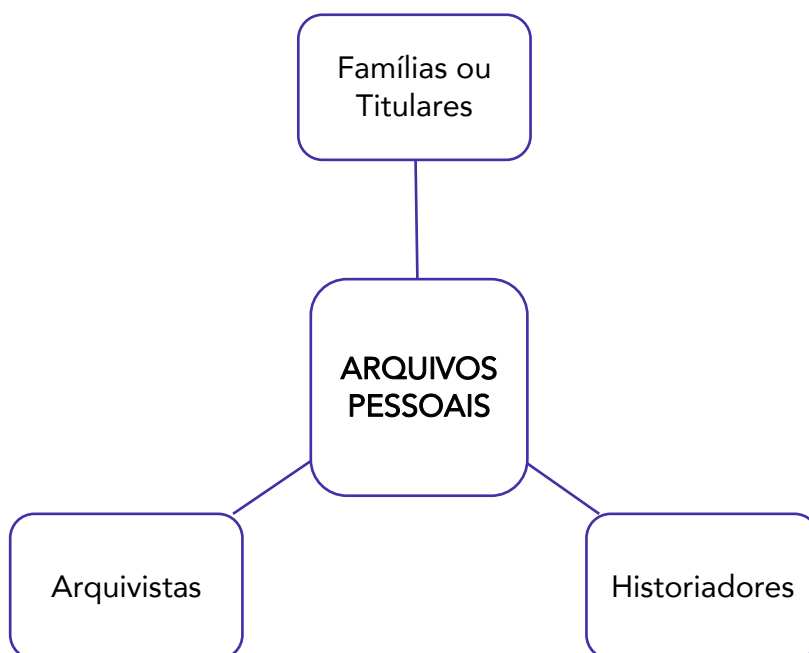 Famílias ou
Titulares
ARQUIVOS
PESSOAIS
Arquivistas
Historiadores